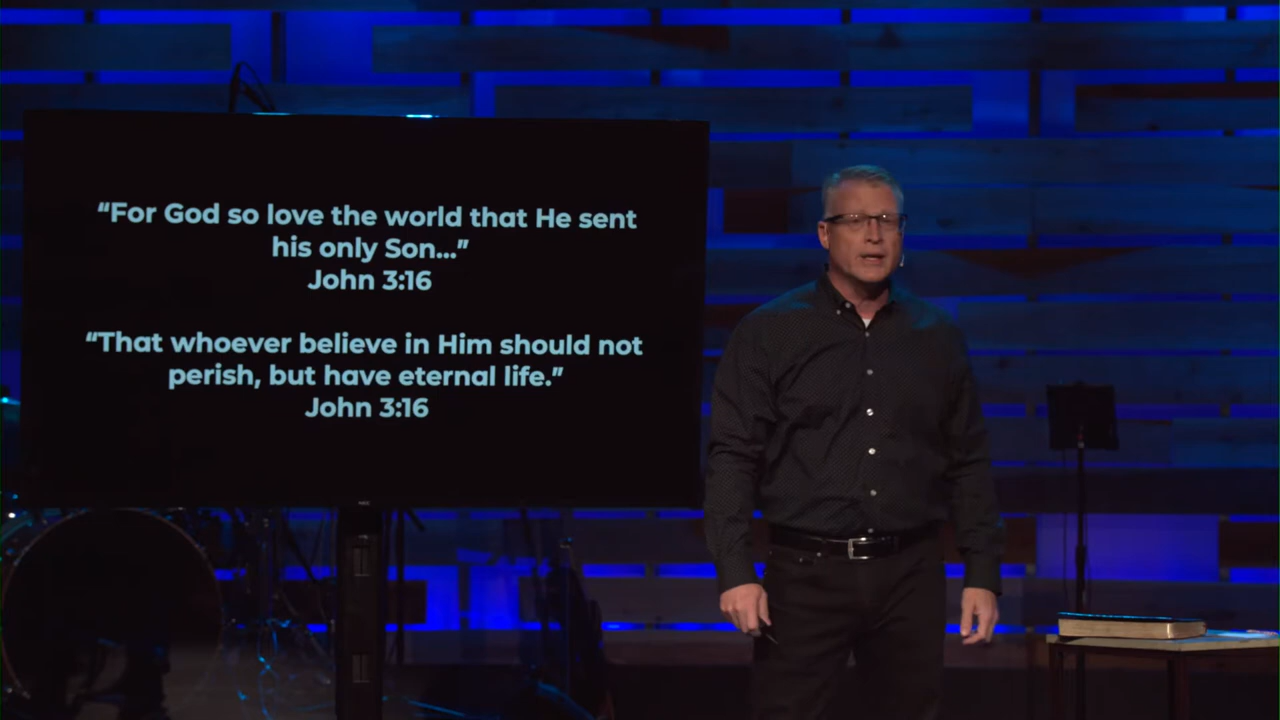 “For God so love the world that He sent
his only Son...”
John 3:16
“That whoever believe in Him should not
perish, but have eternal life.”
John 3:16